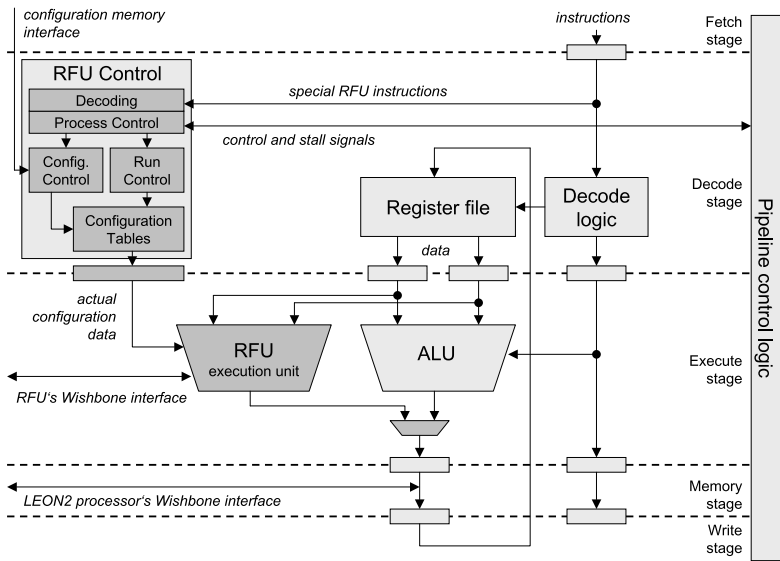 configuration memory
interface
instructions
Fetch
stage
RFU Control
Decoding
Process Control
special RFU instructions
control and stall signals
Config.
Control
Run
Control
Configuration
Tables
Register file
Decode
logic
Decode
stage
data
Pipeline control logic
actual
configuration
data
RFU
execution unit
ALU
Execute
stage
RFU‘s Wishbone interface
LEON2 processor‘s Wishbone interface
Memory
stage
Write
stage